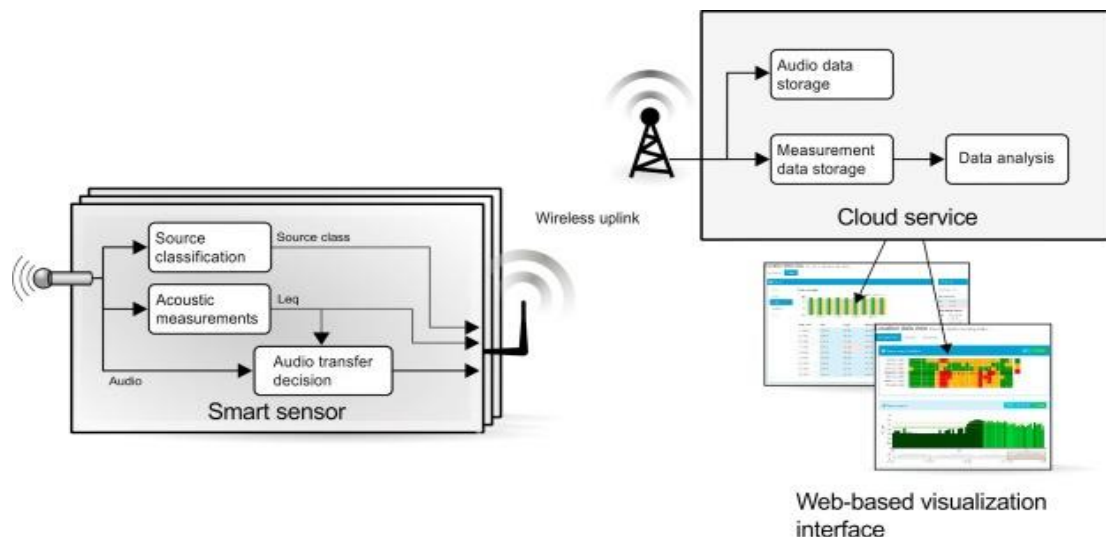 Audio data
storage
Measurement
data storage
Data analysis
Cloud service
Wireless uplink
Source
classification
Source class
Acoustic
measurements
Leq
Audio transfer
decision
Audio
Smart sensor
Web-based visualization
interface